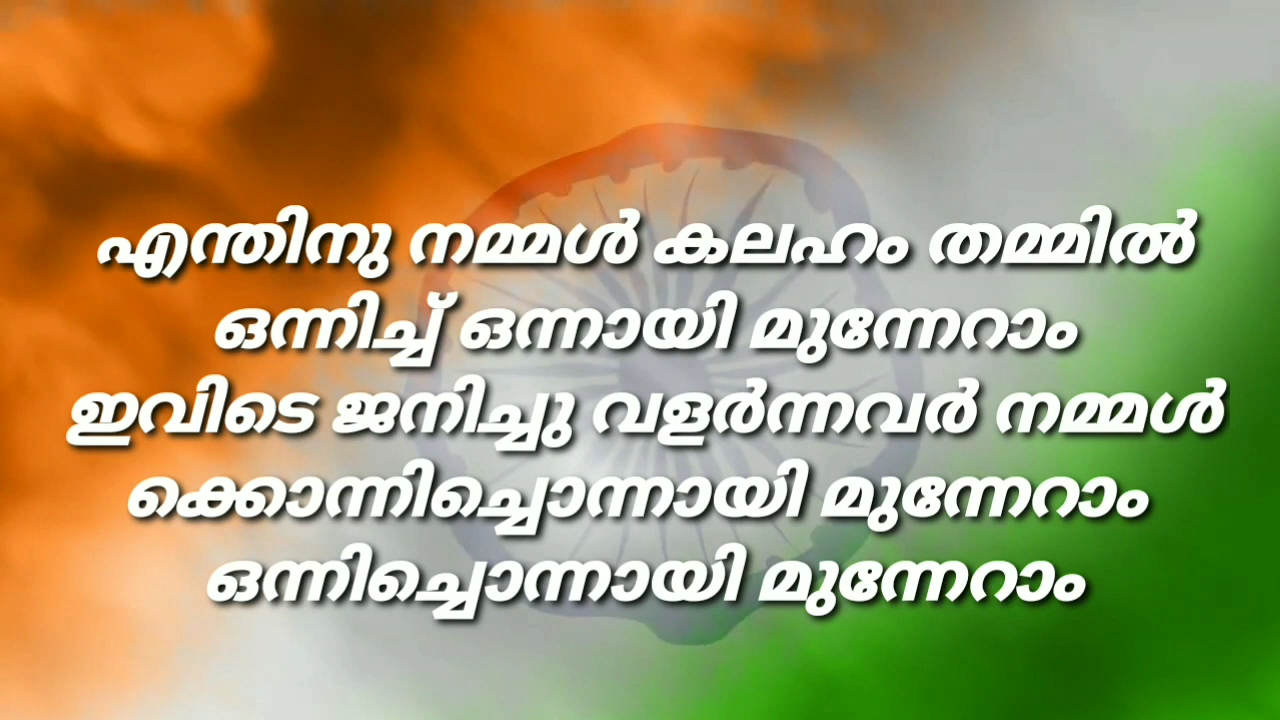 എന്തിനു നമ്മൾ കലഹം തമ്മിൽ
ഒന്നിച്ച് ഒന്നായി മുന്നേറാം
ഇവിടെ ജനിച്ചു വളർന്നവർ നമ്മൾ
ക്കൊന്നിച്ചൊന്നായി മുന്നേറാം
ഒന്നിച്ചൊന്നായി മുന്നേറാം